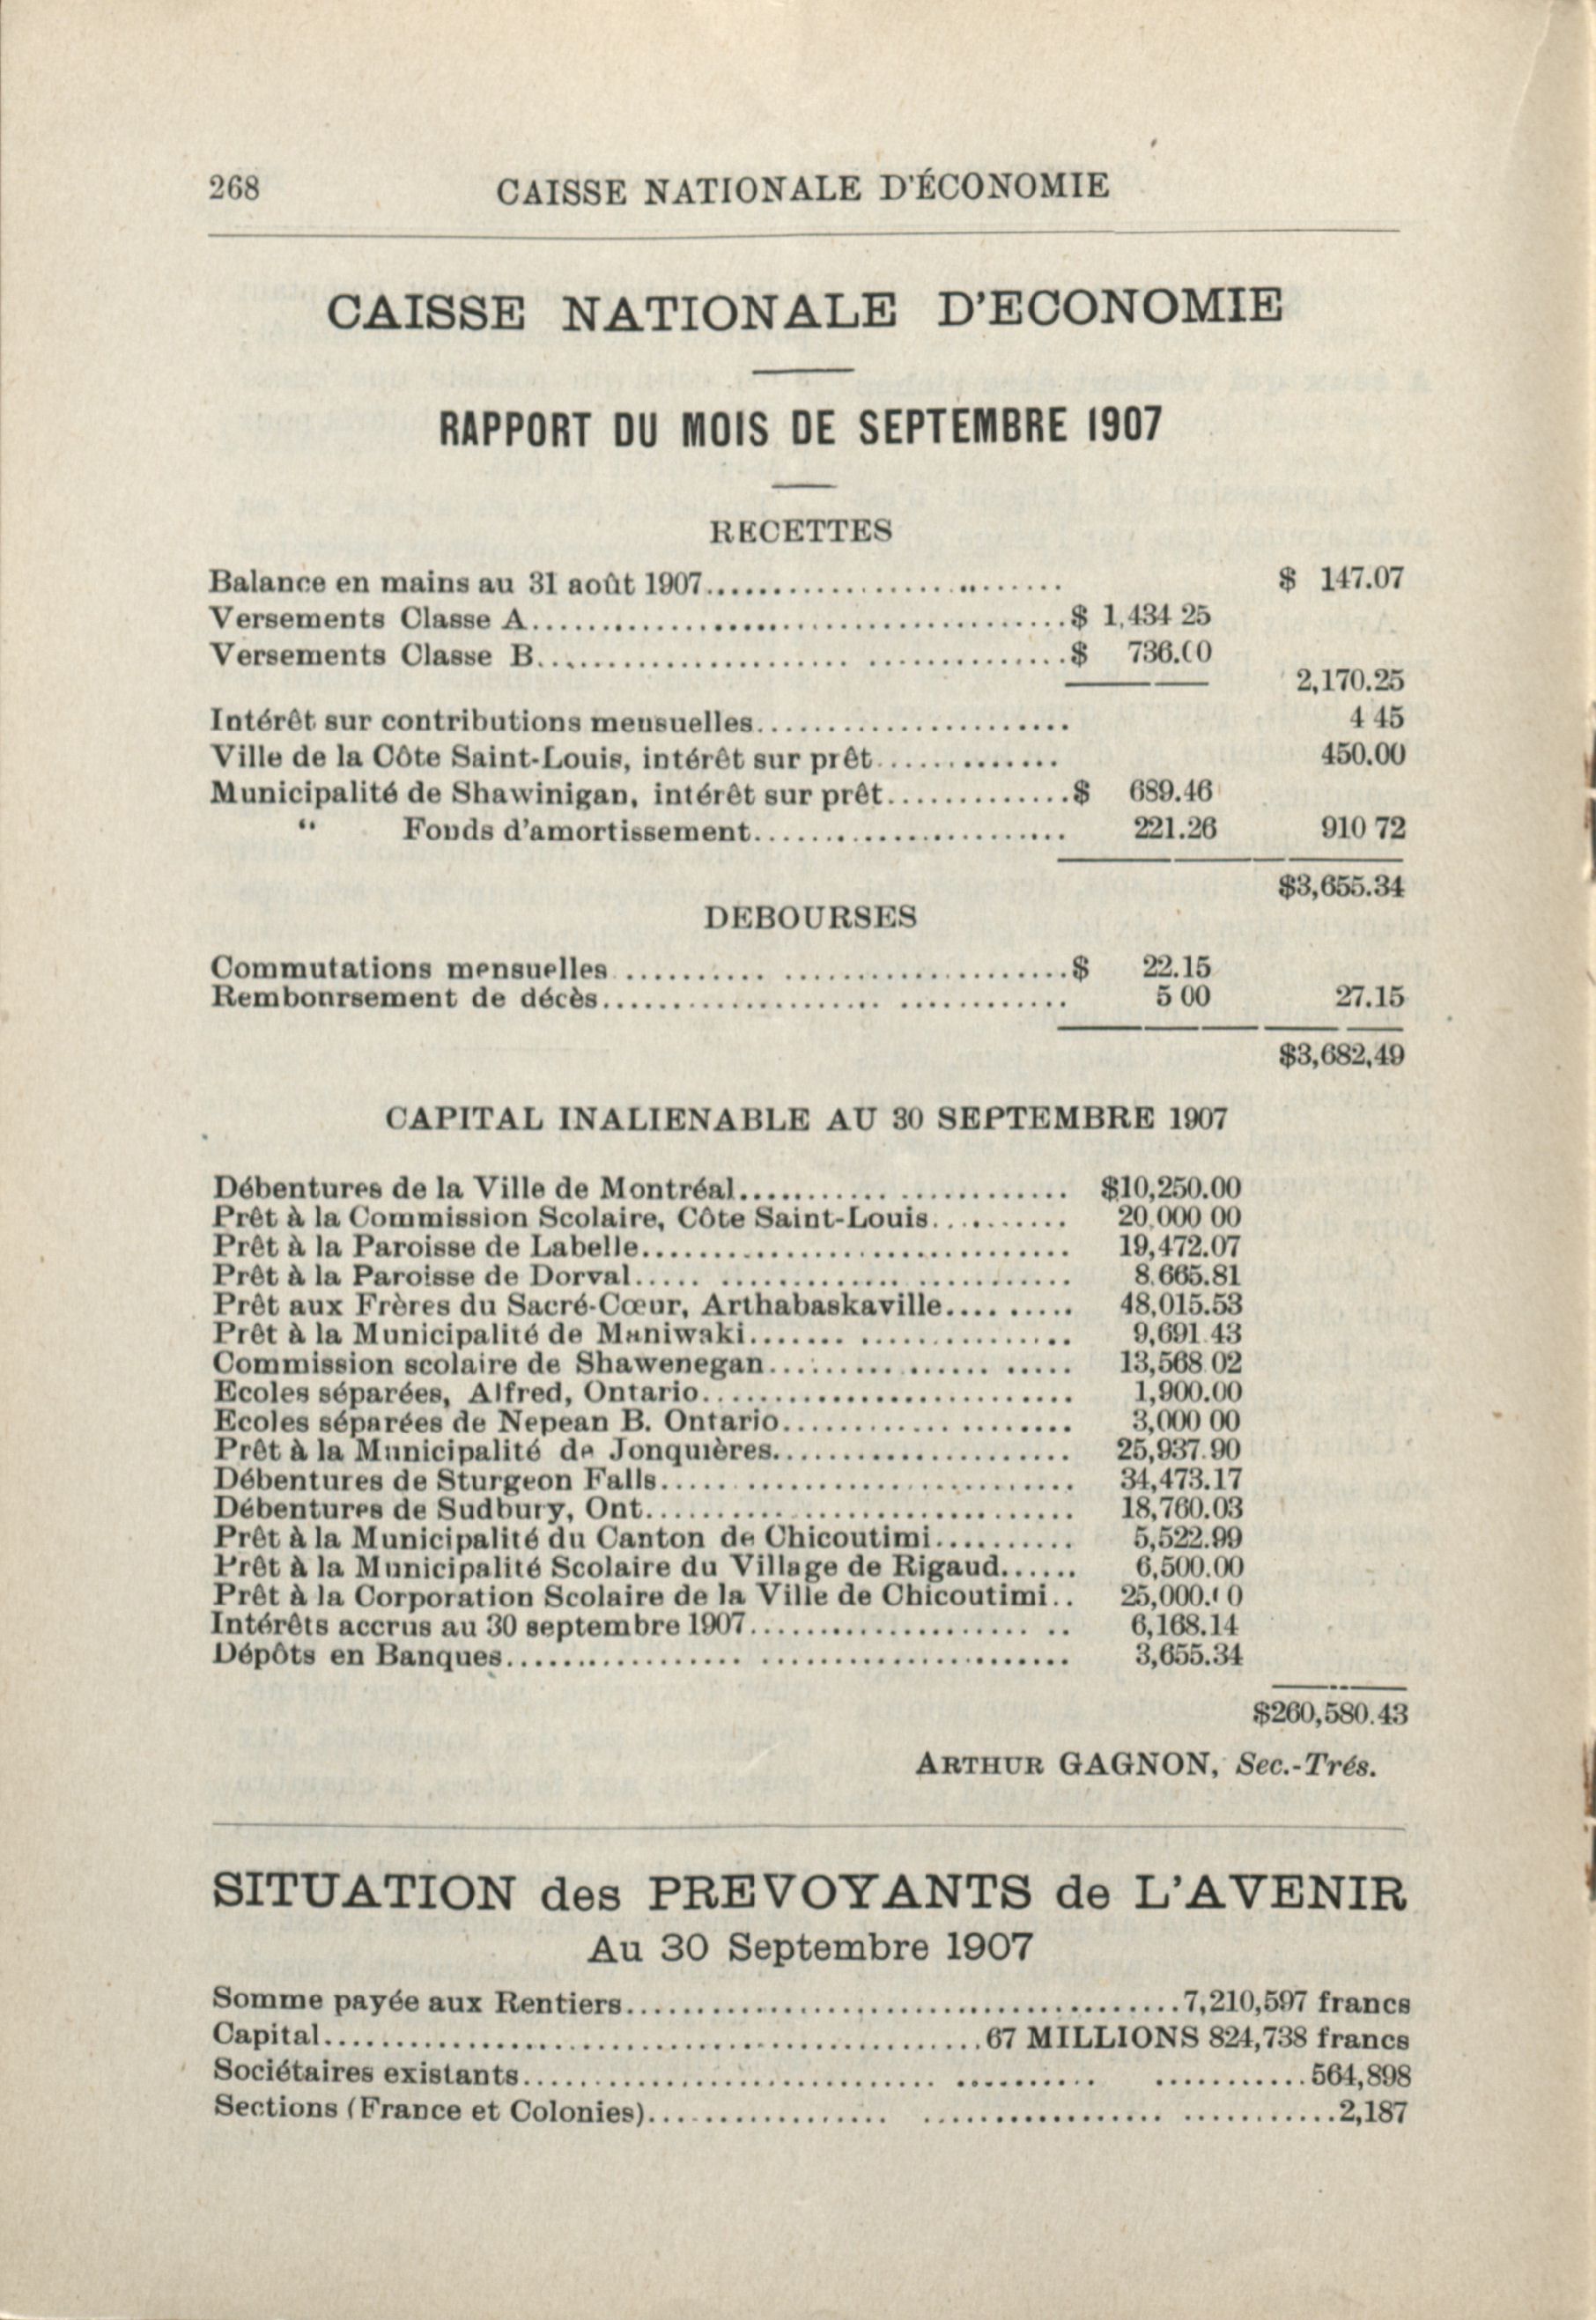 268 CAISSE NATIONALE D'ÉCONOMIE
CAISSE NATIONALE D'ECONOMIE
RAPPORT DU MOIS DE SEPTEMBRE 1907
RECETTES
Balance en mains au 31 août 1907........................ $ 147.07
Versements Classe A....................................$ 1,434 25
Versements Classe B....................................$ 736.00
2,170.25
Intérêt sur contributions mensuelles...................... 4 45
Ville de la Côte Saint-Louis, intérêt sur prêt............. 450.00
Municipalité de Shawinigan, intérêt sur prêt.............$ 689.46
“ Fonds d'amortissement...................... 221.26 910 72
$3,655.34
DEBOURSES
Commutations mensuelles ..............................$ 22.15
Rembonrsement de décès................................ 5 00 27.15
$3,682,49
CAPITAL INALIENABLE AU 30 SEPTEMBRE 1907
Débentures de la Ville de Montréal........................ $10,250.00
Prêt à la Commission Scolaire, Côte Saint-Louis.......... 20.000 00
Prêt à la Paroisse de Labelle.............................. 19,472.07
Prêt à la Paroisse de Dorval............................... 8.665.81
Prêt aux Frères du Sacré-Cœur, Arthabaskaville......... 48,015.53
Prêt à la Municipalité de Maniwaki....................... 9,691.43
Commission scolaire de Shawenegan..................... 13,568 02
Ecoles séparées, Alfred, Ontario.......................... 1,900.00
Ecoles séparées de Nepean B. Ontario.................... 3,000 00
Prêt à la Municipalité de Jonquières..................... 25,937.90
Débentures de Sturgeon Falls............................. 34,473.17
Débentures de Sudbury, Ont.............................. 18,760.03
Prêt à la Municipalité du Canton de Chicoutimi.......... 5,522.99
Prêt à la Municipalité Scolaire du Village de Rigaud...... 6,500.00
Prêt à la Corporation Scolaire de la Ville de Chicoutimi.. 25,000.00
Intérêts accrus au 30 septembre 1907...................... 6,168.14
Dépôts en Banques...................................... 3,655.34
$260,580.43
ARTHUR GAGNON, Sec.-Trés.
SITUATION des PREVOYANTS de L'AVENIR
Au 30 Septembre 1907
Somme payée aux Rentiers.......................................7,210,597 francs
Capital..............................................67 MILLIONS 824,738 francs
Sociétaires existants..................................................564,898
Sections (France et Colonies)...........................................2,187